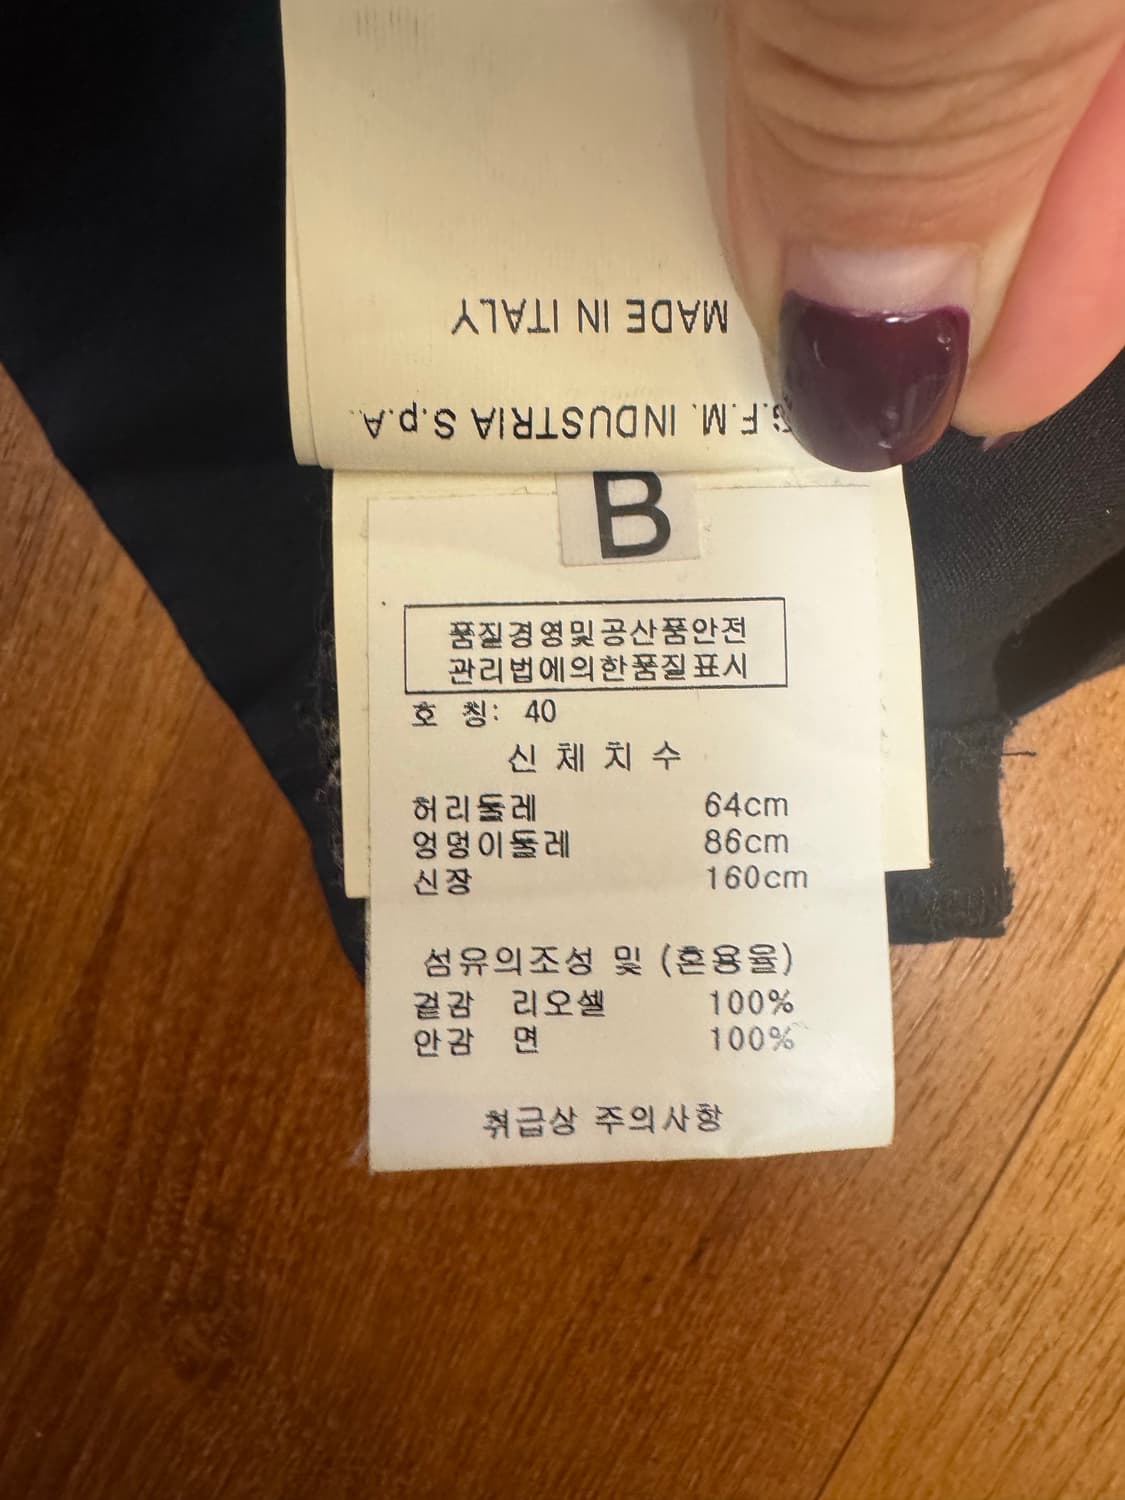 MADE IN ITALY
G.F.M. INDUSTRIA S.p.A.
B
품질경영및공산품안전
관리법에의한품질표시
호 칭: 40
신 체 치 수
허리둘레 64cm
엉덩이둘레 86cm
신장 160cm
섬유의조성 및 (혼용율)
겉감 리오셀 100%
안감 면 100%
취급상 주의사항